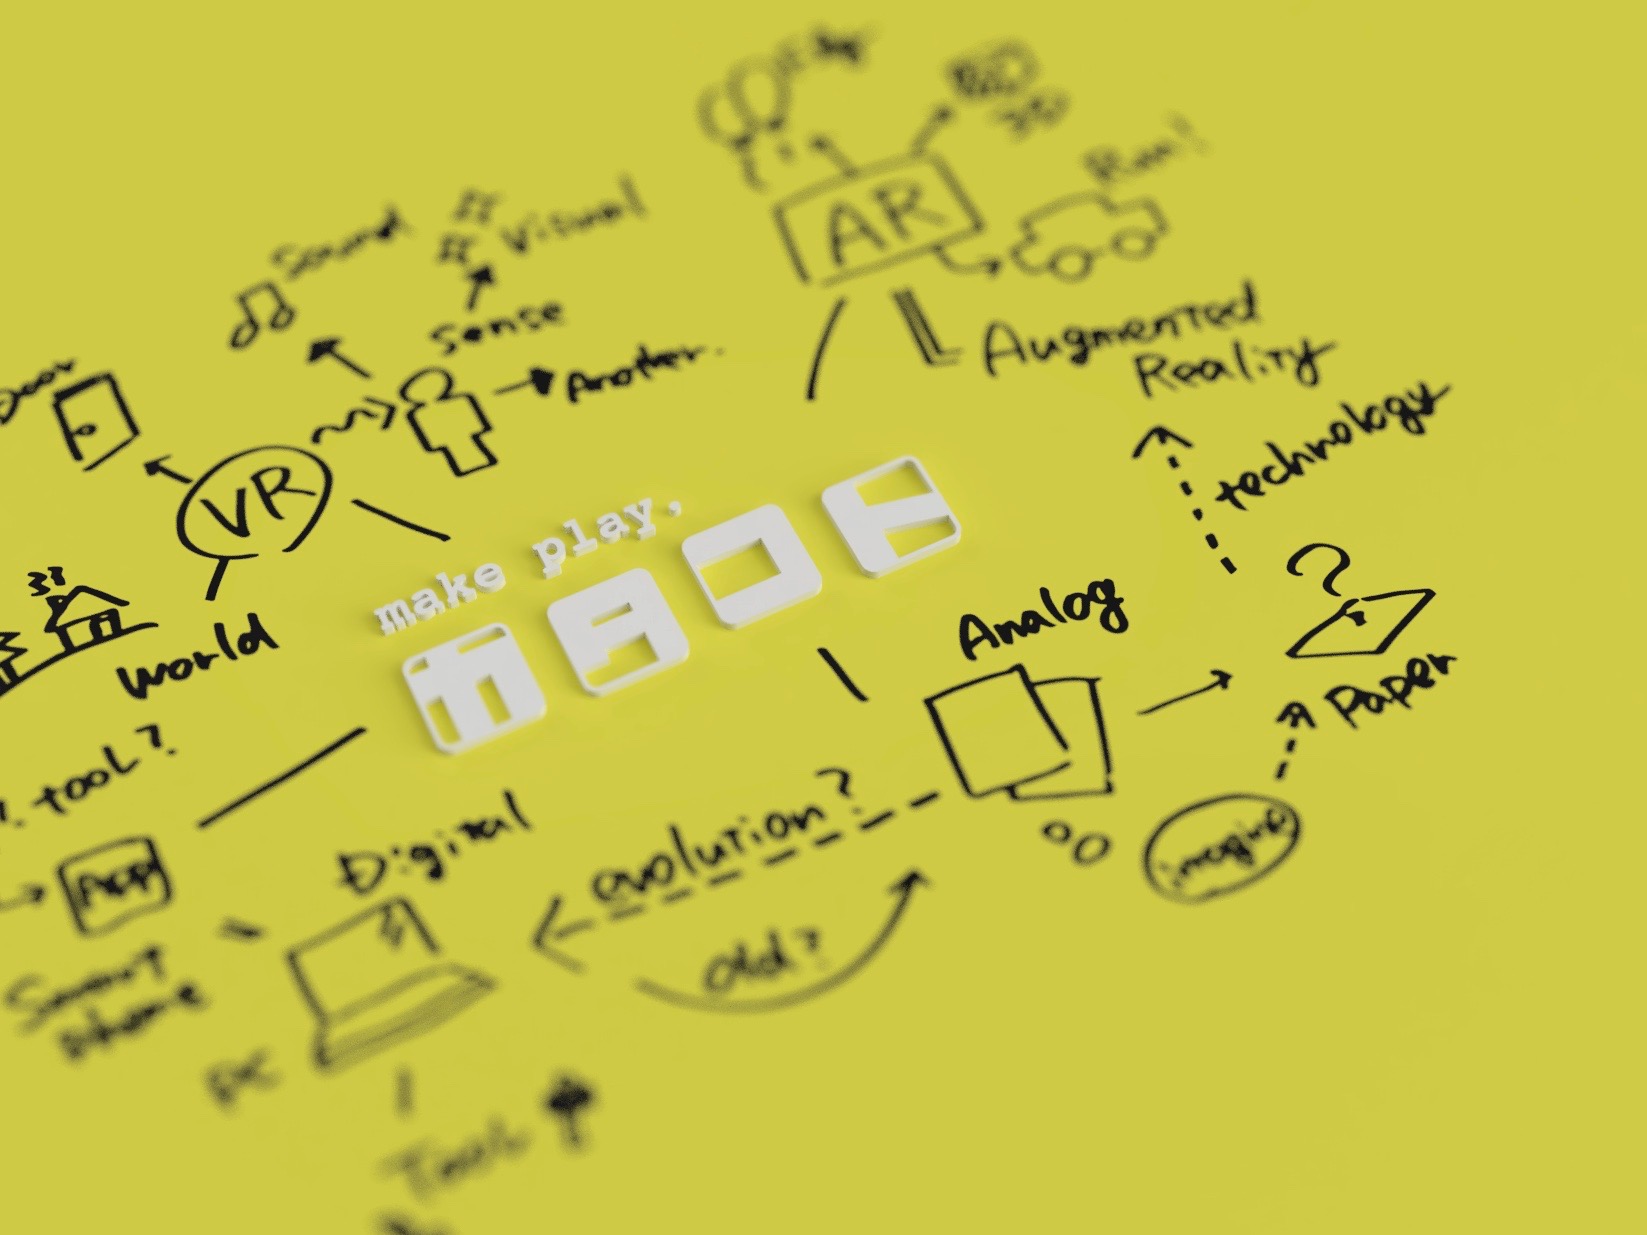 Sound
Visual
Run!
AR
Sense
Another.
Augmented
Reality
Door
technology
VR
make play.
World
Analog
Paper
tool?
Digital
evolution?
imagine
App
Old?
Smart
Phone
PC
Tool